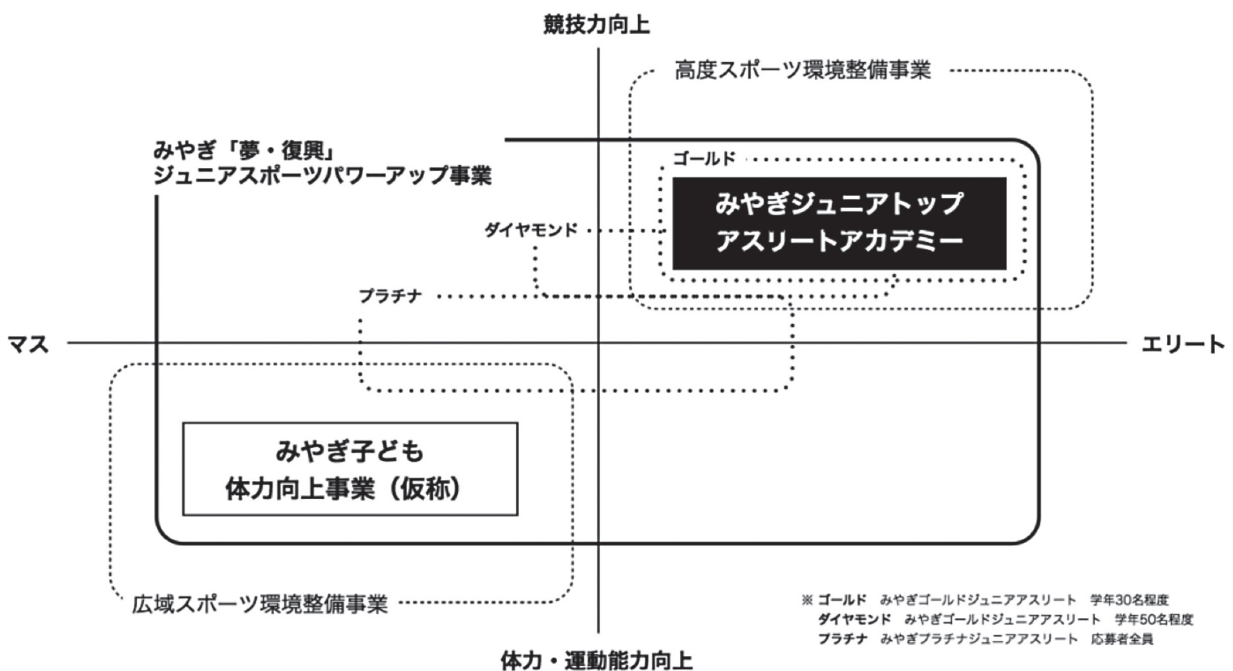 競技力向上
高度スポーツ環境整備事業
みやぎ「夢・復興」
ジュニアスポーツパワーアップ事業
ゴールド
みやぎジュニアトップ
アスリートアカデミー
ダイヤモンド
プラチナ
マス
エリート
みやぎ子ども
体力向上事業（仮称）
広域スポーツ環境整備事業
※ ゴールド みやぎゴールドジュニアアスリート 学年30名程度
ダイヤモンド みやぎゴールドジュニアアスリート 学年50名程度
プラチナ みやぎプラチナジュニアアスリート 応募者全員
体力・運動能力向上